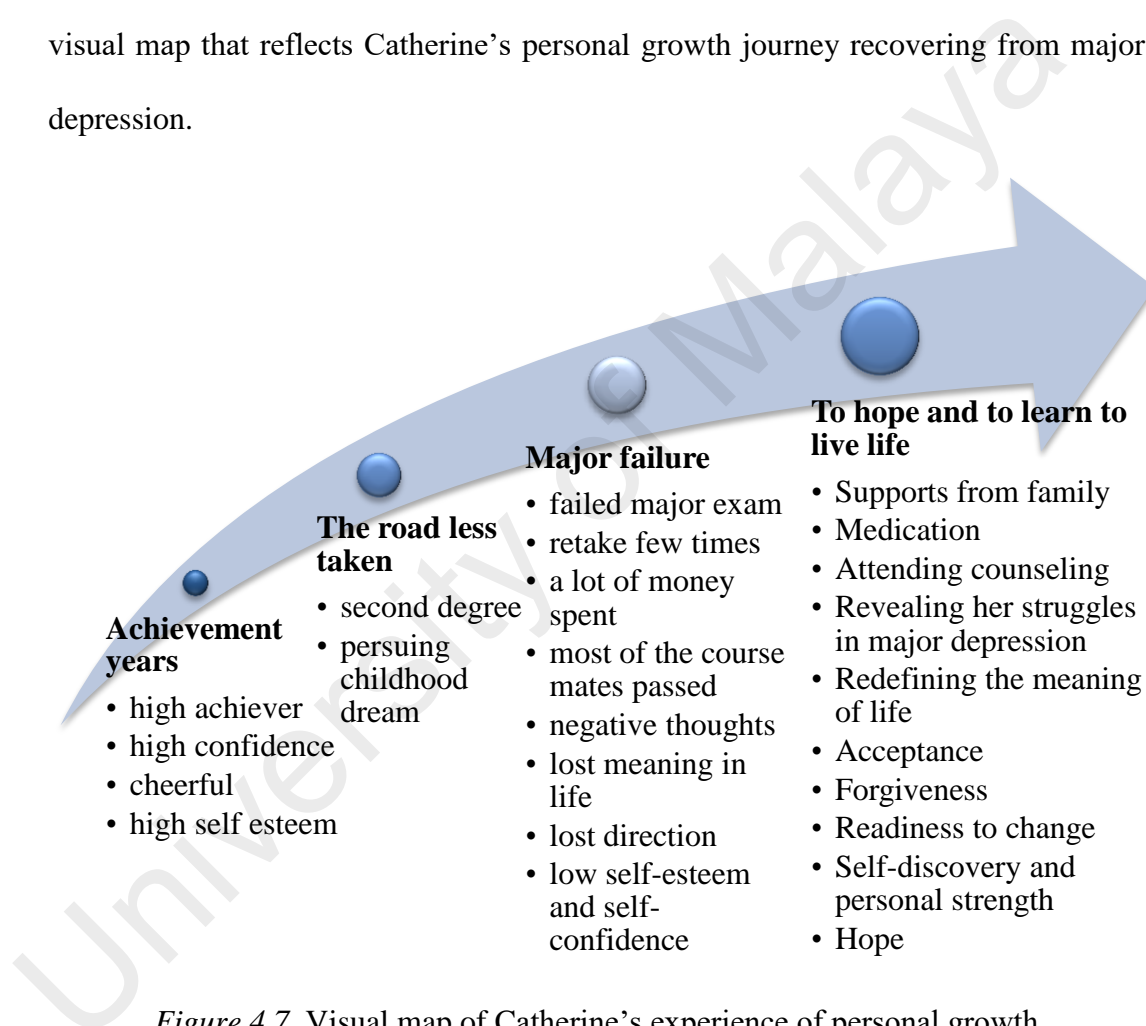 visual map that reflects Catherine’s personal growth journey recovering from major
depression.
Achievement
years
• high achiever
• high confidence
• cheerful
• high self esteem
The road less
taken
• second degree
• persuing
childhood
dream
Major failure
• failed major exam
• retake few times
• a lot of money
spent
• most of the course
mates passed
• negative thoughts
• lost meaning in
life
• lost direction
• low self-esteem
and self-
confidence
To hope and to learn to
live life
• Supports from family
• Medication
• Attending counseling
• Revealing her struggles
in major depression
• Redefining the meaning
of life
• Acceptance
• Forgiveness
• Readiness to change
• Self-discovery and
personal strength
• Hope
Figure 4.7. Visual map of Catherine’s experience of personal growth
University of Malaya